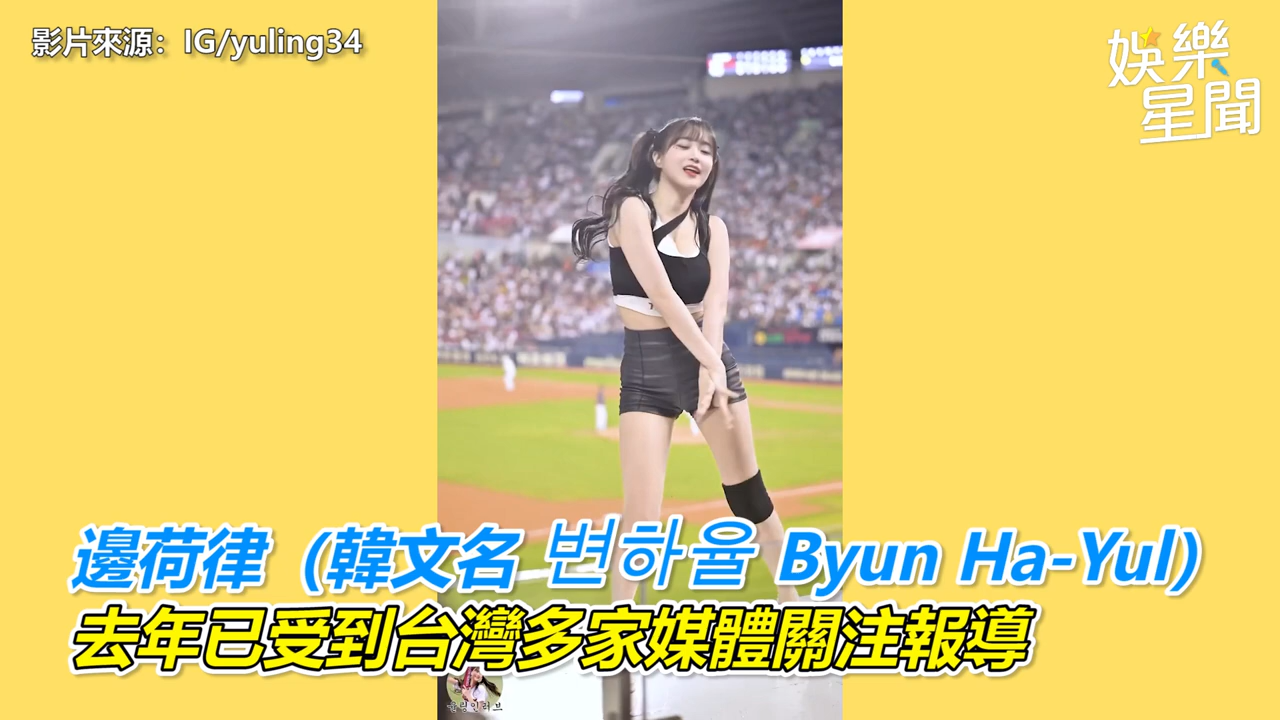 影片來源：IG/yuling34
娛樂
星聞
邊荷律（韓文名 변하율 Byun Ha-Yul)
去年已受到台灣多家媒體關注報導